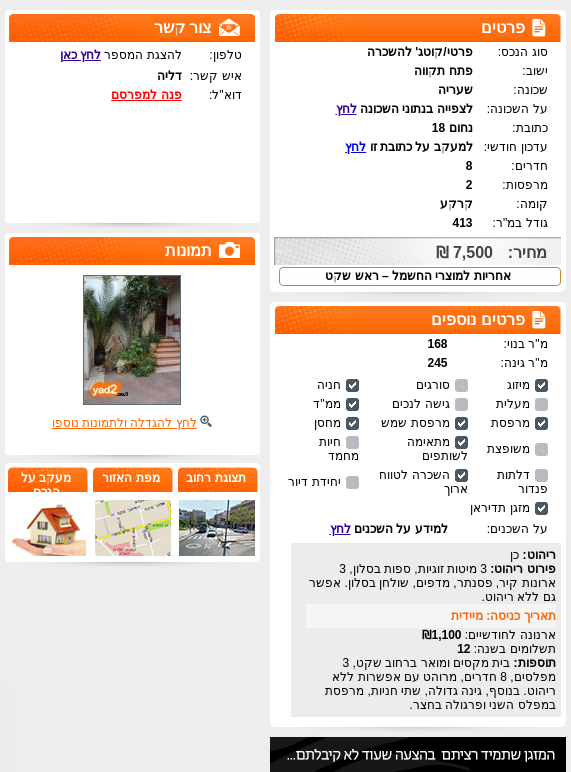 פרטים
סוג הנכס: פרטי/קוטג' להשכרה
ישוב: פתח תקווה
שכונה: שעריה
על השכונה: לצפייה בנתוני השכונה לחץ
כתובת: נחום 18
עדכון חודשי: למעקב על כתובת זו לחץ
חדרים: 8
מרפסות: 2
קומה: קרקע
גודל במ"ר: 413
מחיר: 7,500 ₪
אחריות למוצרי החשמל – ראש שקט
פרטים נוספים
מ"ר בנוי: 168
מ"ר גינה: 245
מיזוג סורגים חניה
מעלית גישה לנכים ממ"ד
מרפסת מרפסת שמש מחסן
משופצת מתאימה לשותפים חיות מחמד
דלתות פנדור השכרה לטווח ארוך יחידת דיור
מזגן תדיראן
על השכנים: למידע על השכנים לחץ
ריהוט: כן
פירוט ריהוט: 3 מיטות זוגיות, ספות בסלון, 3
ארונות קיר, פסנתר, מדפים, שולחן בסלון. אפשר
גם ללא ריהוט.
תאריך כניסה: מיידית
ארנונה לחודשיים: 1,100₪
תשלומים בשנה: 12
תוספות: בית מקסים ומואר ברחוב שקט, 3
מפלסים, 8 חדרים, מרוהט עם אפשרות ללא
ריהוט. בנוסף, גינה גדולה, שתי חניות, מרפסת
במפלס השני ופרגולה בחצר.
המזגן שתמיד רציתם בהצעה שעוד לא קיבלתם...
צור קשר
טלפון: להצגת המספר לחץ כאן
איש קשר: דליה
דוא"ל: פנה למפרסם
תמונות
yad2
.co.il
לחץ להגדלה ולתמונות נוספו
תצוגת רחוב
מפת האזור
מעקב על
הנכס